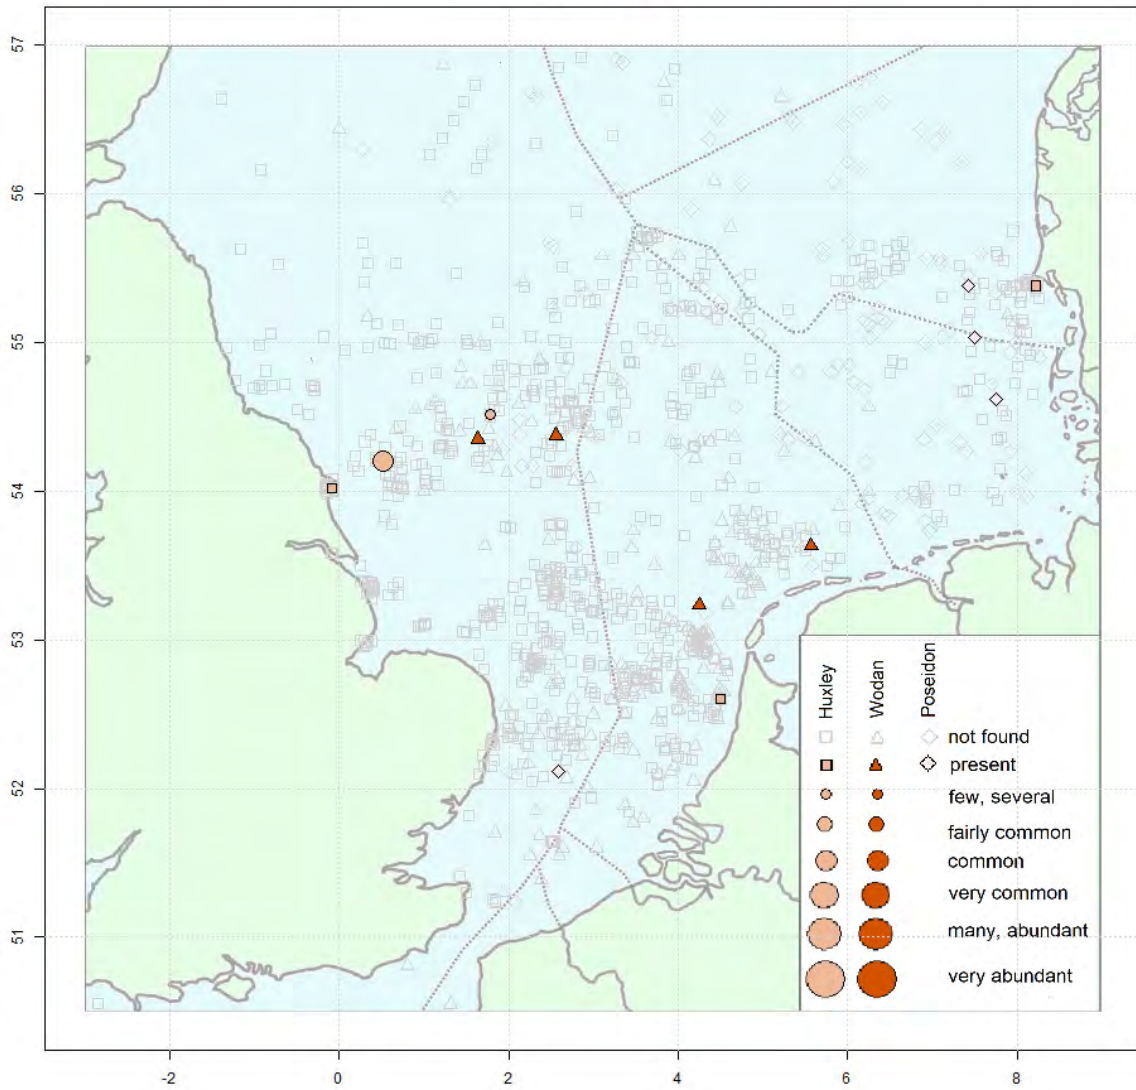 57
56
55
54
53
52
51
Huxley Wodan Poseidon
not found
present
few, several
fairly common
common
very common
many, abundant
very abundant
-2 0 2 4 6 8